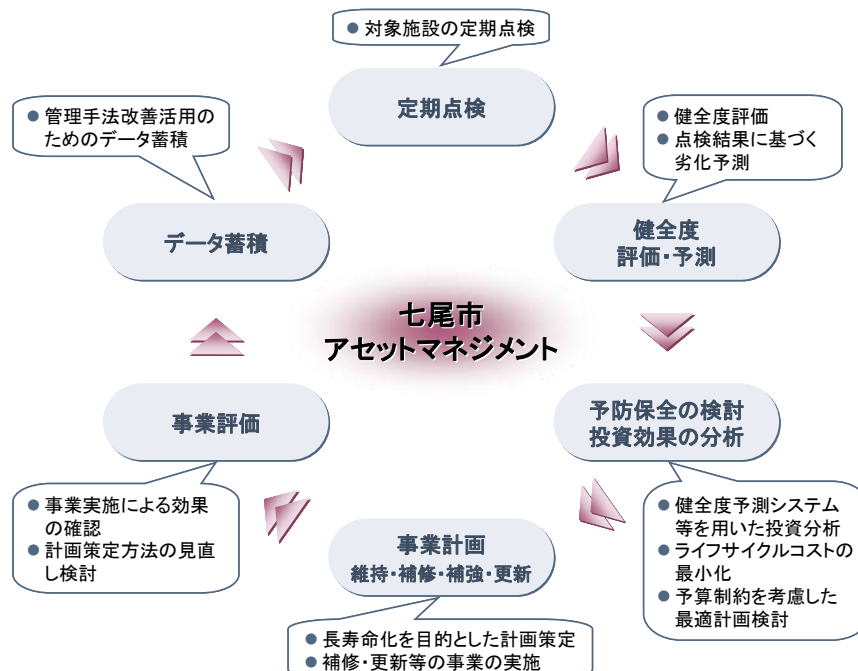 ● 対象施設の定期点検
定期点検
● 健全度評価
● 点検結果に基づく
劣化予測
健全度
評価・予測
● 管理手法改善活用の
ためのデータ蓄積
データ蓄積
七尾市
アセットマネジメント
予防保全の検討
投資効果の分析
● 健全度予測システム
等を用いた投資分析
● ライフサイクルコストの
最小化
● 予算制約を考慮した
最適計画検討
事業計画
維持・補修・補強・更新
● 長寿命化を目的とした計画策定
● 補修・更新等の事業の実施
事業評価
● 事業実施による効果
の確認
● 計画策定方法の見直
し検討